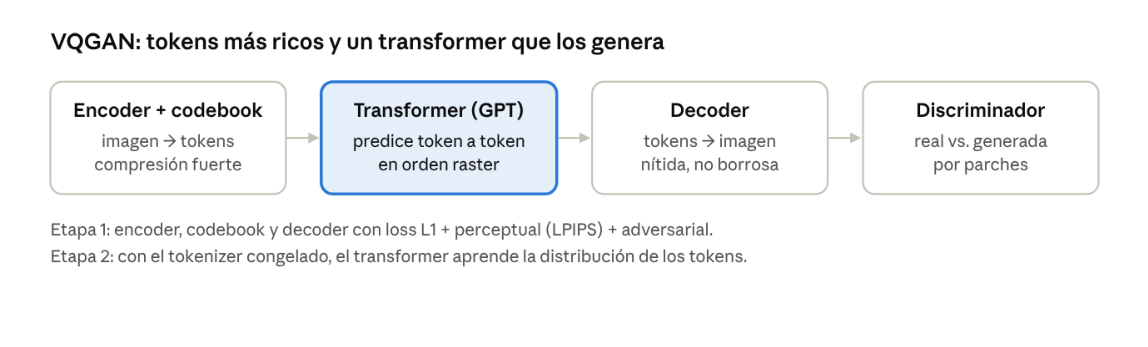 VQGAN: tokens más ricos y un transformer que los genera
Encoder + codebook
imagen → tokens
compresión fuerte
Transformer (GPT)
predice token a token
en orden raster
Decoder
tokens → imagen
nítida, no borrosa
Discriminador
real vs. generada
por parches
Etapa 1: encoder, codebook y decoder con loss L1 + perceptual (LPIPS) + adversarial.
Etapa 2: con el tokenizer congelado, el transformer aprende la distribución de los tokens.